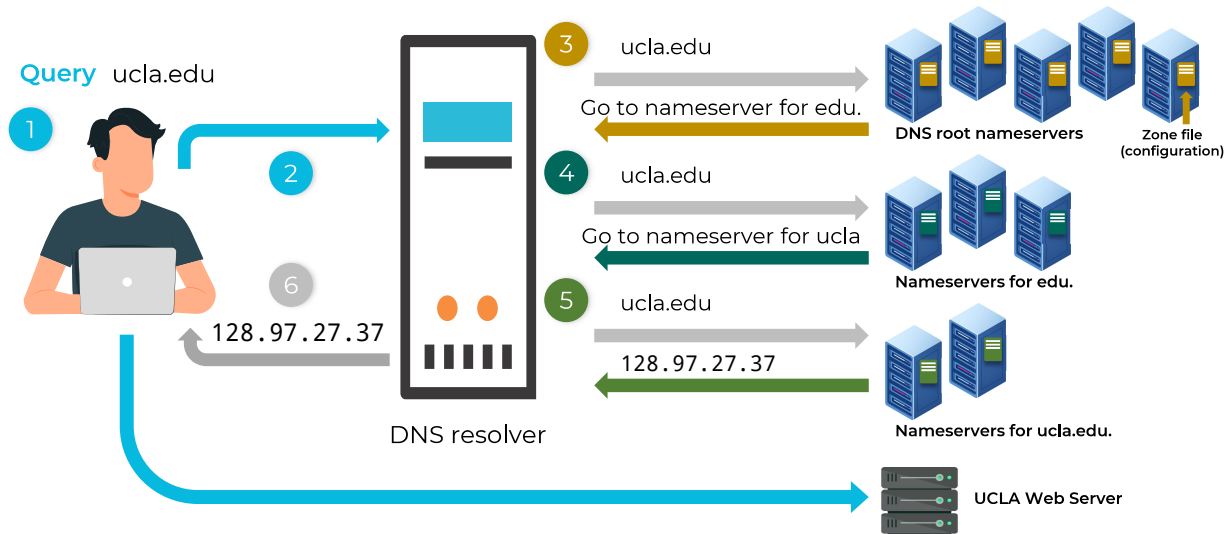 Query ucla.edu
1
2
3
ucla.edu
Go to nameserver for edu.
DNS root nameservers
Zone file
(configuration)
4
ucla.edu
Go to nameserver for ucla
Nameservers for edu.
5
ucla.edu
128.97.27.37
Nameservers for ucla.edu.
6
128.97.27.37
DNS resolver
UCLA Web Server